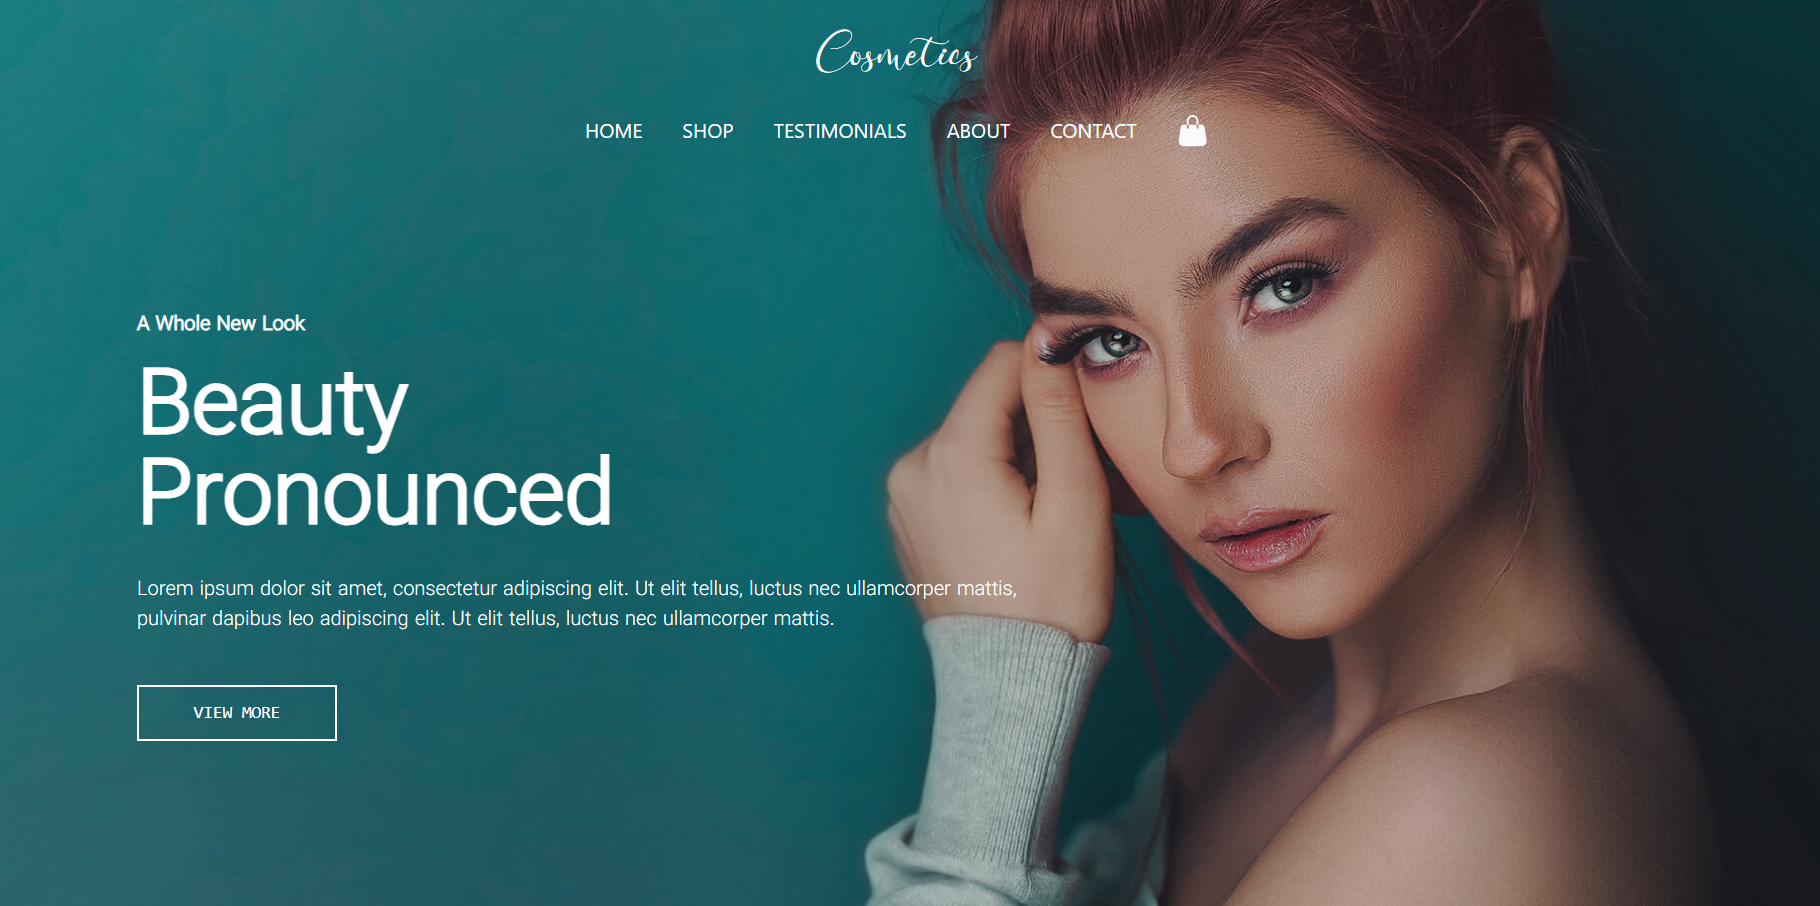 Cosmetics
HOME SHOP TESTIMONIALS ABOUT CONTACT
A Whole New Look
Beauty
Pronounced
Lorem ipsum dolor sit amet, consectetur adipiscing elit. Ut elit tellus, luctus nec ullamcorper mattis,
pulvinar dapibus leo adipiscing elit. Ut elit tellus, luctus nec ullamcorper mattis.
VIEW MORE